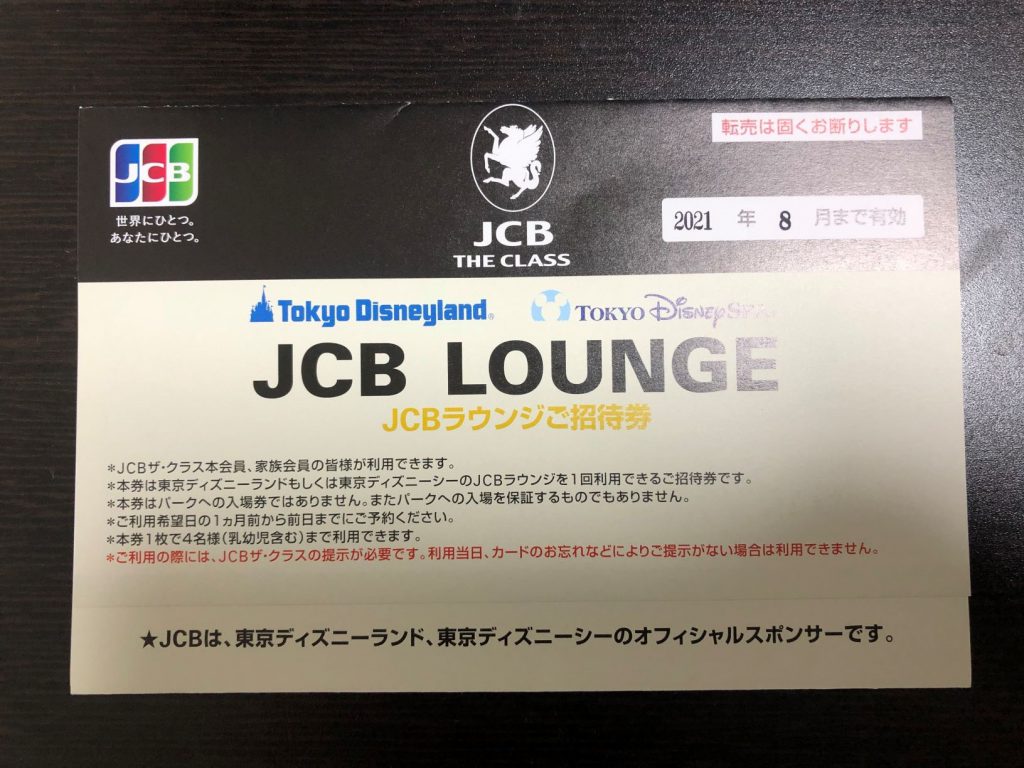 転売は固くお断りします
JCB
世界にひとつ。
あなたにひとつ。
JCB
THE CLASS
2021 年 8 月まで有効
Tokyo Disneyland® TOKYO DISNEYSEA
JCB LOUNGE
JCBラウンジご招待券
*JCBザ・クラス本会員、家族会員の皆様が利用できます。
*本券は東京ディズニーランドもしくは東京ディズニーシーのJCBラウンジを1回利用できるご招待券です。
*本券はパークへの入場券ではありません。またパークへの入場を保証するものでもありません。
*ご利用希望日の1ヵ月前から前日までにご予約ください。
*本券1枚で4名様(乳幼児含む)まで利用できます。
*ご利用の際には、JCBザ・クラスの提示が必要です。利用当日、カードのお忘れなどによりご提示がない場合は利用できません。
★JCBは、東京ディズニーランド、東京ディズニーシーのオフィシャルスポンサーです。